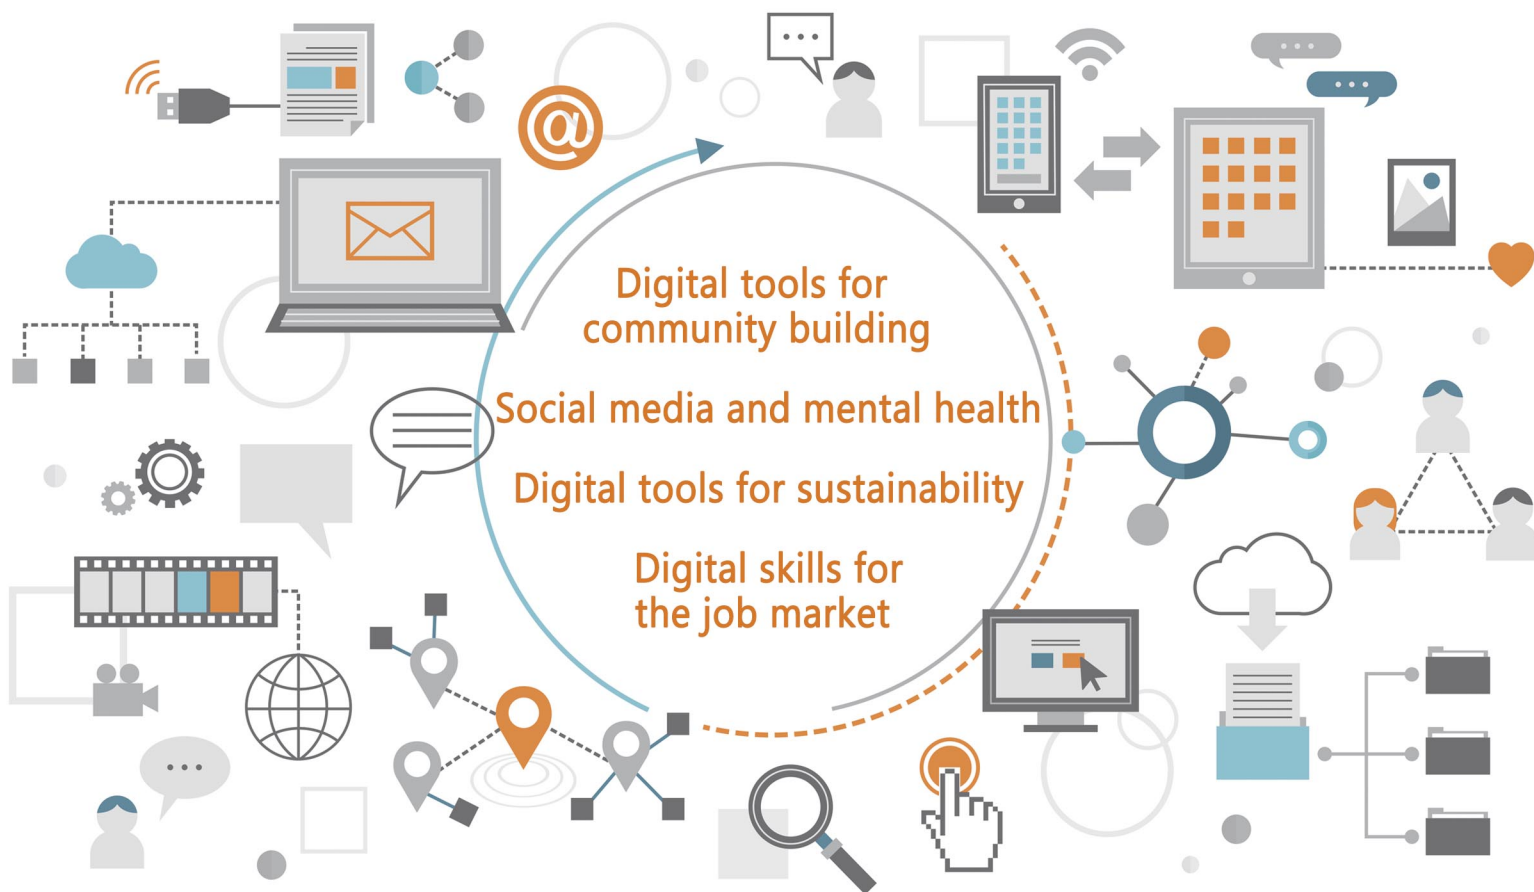 @
Digital tools for
community building
Social media and mental health
Digital tools for sustainability
Digital skills for
the job market